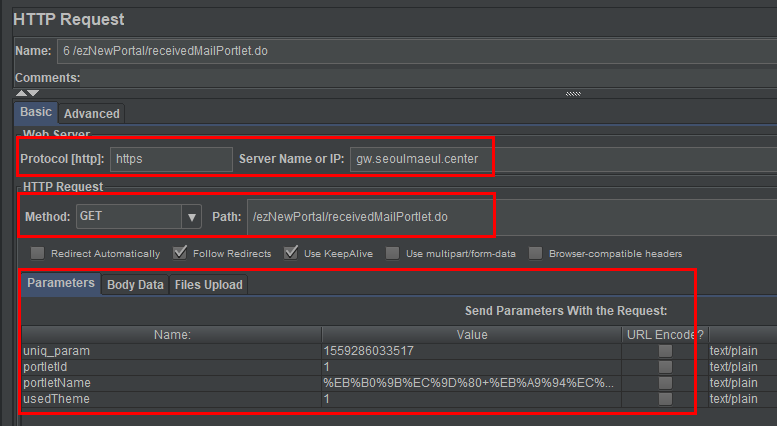 HTTP Request
Name: 6 /ezNewPortal/receivedMailPortlet.do
Comments:
Basic Advanced
Web Server
Protocol [http]: https Server Name or IP: gw.seoulmaeul.center
HTTP Request
Method: GET Path: /ezNewPortal/receivedMailPortlet.do
Redirect Automatically Follow Redirects Use KeepAlive Use multipart/form-data Browser-compatible headers
Parameters Body Data Files Upload
Send Parameters With the Request:
Name: Value URL Encode?
uniq_param 1559286033517 text/plain
portletId 1 text/plain
portletName %EB%B0%9B%EC%9D%80+%EB%A9%94%EC%... text/plain
usedTheme 1 text/plain